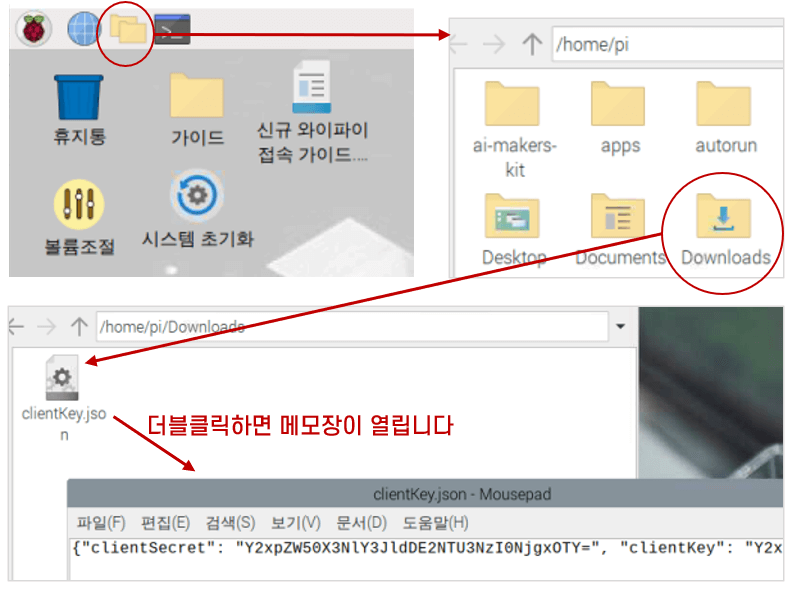 휴지통
가이드
신규 와이파이
접속 가이드....
볼륨조절
시스템 초기화
/home/pi
ai-makers-
kit
apps
autorun
Desktop
Documents
Downloads
/home/pi/Downloads
clientKey.jso
n
더블클릭하면 메모장이 열립니다
clientKey.json - Mousepad
파일(F) 편집(E) 검색(S) 보기(V) 문서(D) 도움말(H)
{"clientSecret": "Y2xpZW50X3NlY3JldDE2NTU3NzI0NjgxOTY=", "clientKey": "Y2x